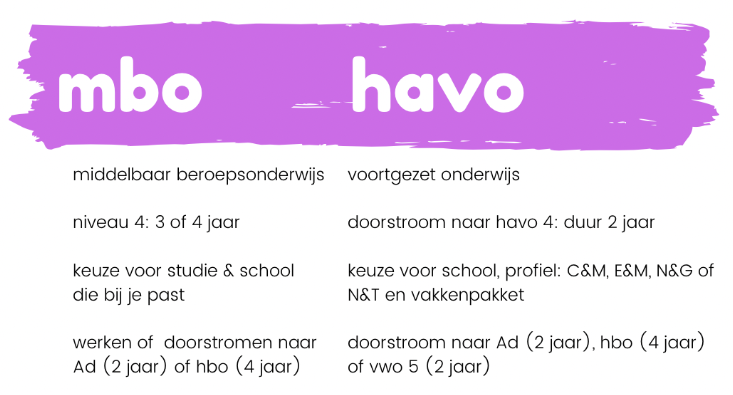 mbo
havo
middelbaar beroepsonderwijs
voortgezet onderwijs
niveau 4: 3 of 4 jaar
doorstroom naar havo 4: duur 2 jaar
keuze voor studie & school
die bij je past
keuze voor school, profiel: C&M, E&M, N&G of
N&T en vakkenpakket
werken of doorstromen naar
Ad (2 jaar) of hbo (4 jaar)
doorstroom naar Ad (2 jaar), hbo (4 jaar)
of vwo 5 (2 jaar)